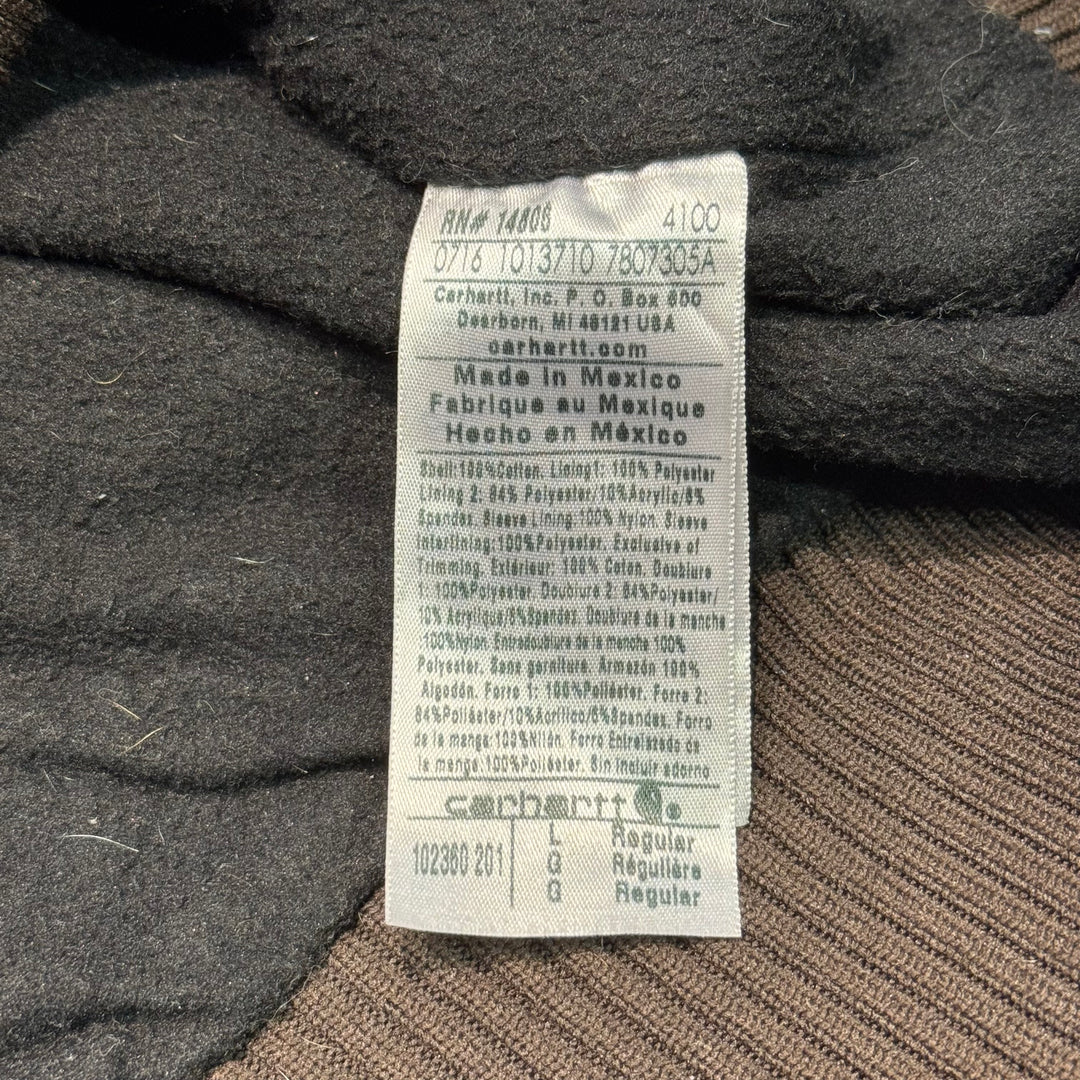 RN# 14806 4100
0716 1013710 7807305A
Carhartt, Inc. P. O. Box 600
Dearborn, MI 48121 USA
carhartt.com
Made in Mexico
Fabrique au Mexique
Hecho en México
Shell:100%Cotton. Lining1: 100% Polyester
Lining 2: 84% Polyester/10%Acrylic/6%
Spandex. Sleeve Lining:100% Nylon. Sleeve
Interlining:100%Polyester. Exclusive of
Trimming. Extérieur: 100% Coton. Doublure
1: 100%Polyester. Doublure 2: 84%Polyester/
10% Acrylique/6%Spandex. Doublure de la manche
100%Nylon. Entredoublure de la manche 100%
Polyester. Sans garniture. Armazón 100%
Algodón. Forro 1: 100%Poliéster. Forro 2:
84%Poliéster/10%Acrílico/6%Spandex. Forro
de la manga:100%Nilón. Forro Entrelazado de
la manga 100%Poliéster. Sin incluir adorno
carhartt
102360 201 L Regular
G Régulière
G Regular